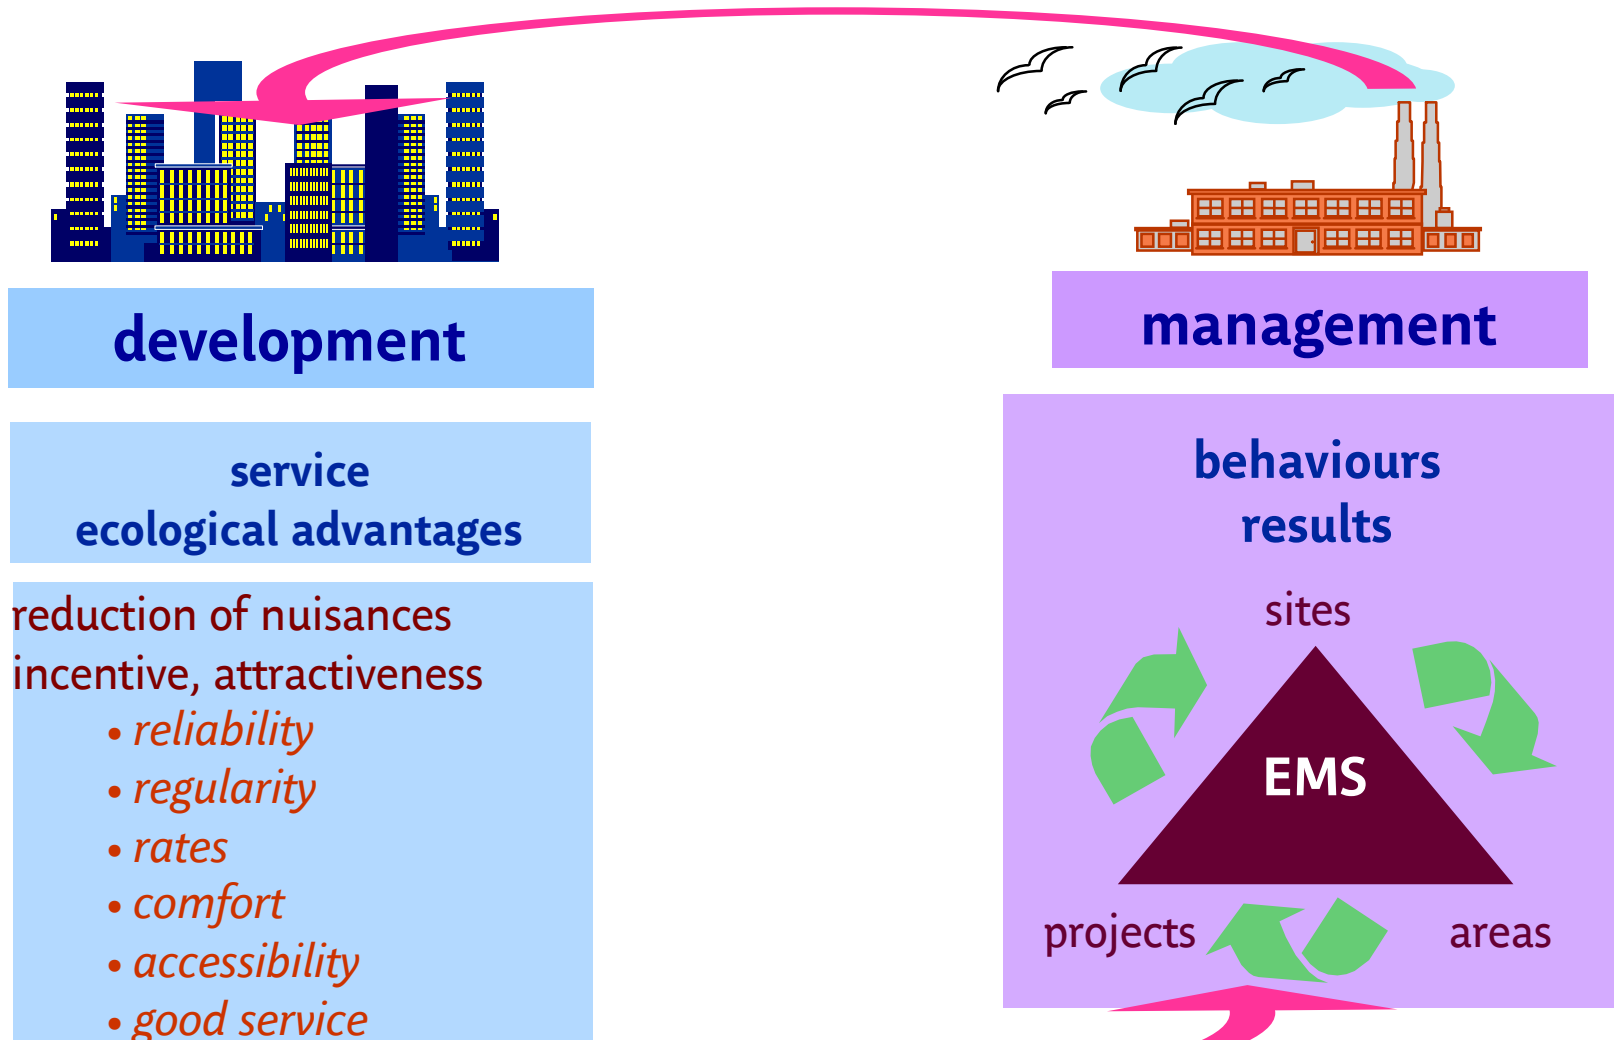 development
service
ecological advantages
reduction of nuisances
incentive, attractiveness
• reliability
• regularity
• rates
• comfort
• accessibility
• good service
management
behaviours
results
sites
EMS
projects
areas